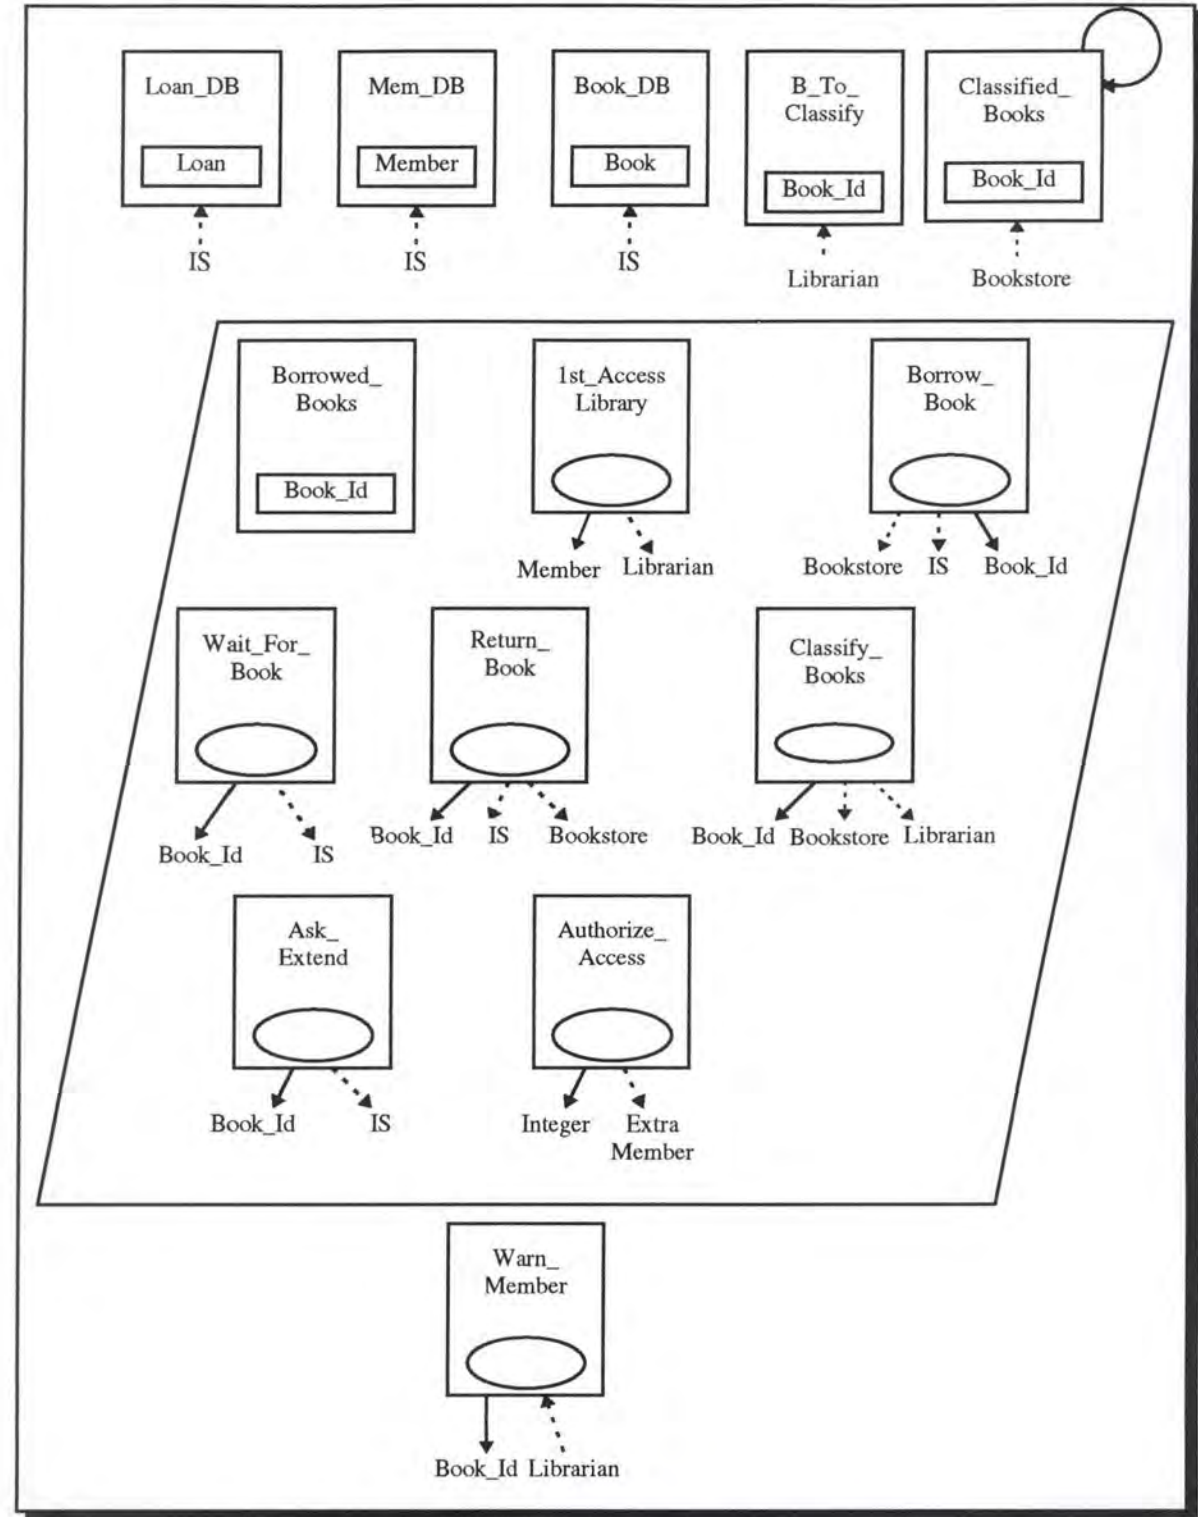 Loan_DB
Mem_DB
Book_DB
B_To_
Classify
Classified_
Books
Loan
Member
Book
Book_Id
Book_Id
IS
IS
IS
Librarian
Bookstore
Borrowed_
Books
1st_Access
Library
Borrow_
Book
Book_Id
Member
Librarian
Bookstore
IS
Book_Id
Wait_For_
Book
Return_
Book
Classify_
Books
Book_Id
IS
Book_Id
IS
Bookstore
Book_Id
Bookstore
Librarian
Ask_
Extend
Authorize_
Access
Book_Id
IS
Integer
Extra
Member
Warn_
Member
Book_Id
Librarian